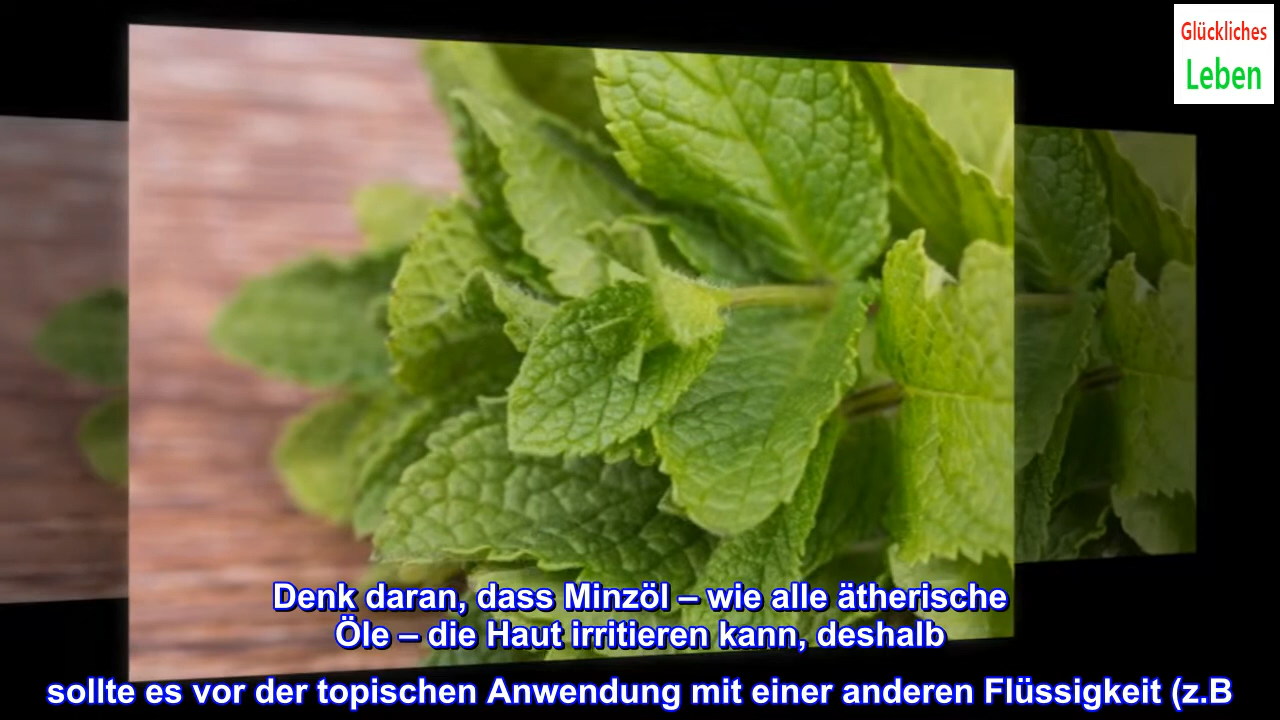 Glückliches
Leben
Denk daran, dass Minzöl – wie alle ätherische
Öle – die Haut irritieren kann, deshalb
sollte es vor der topischen Anwendung mit einer anderen Flüssigkeit (z.B